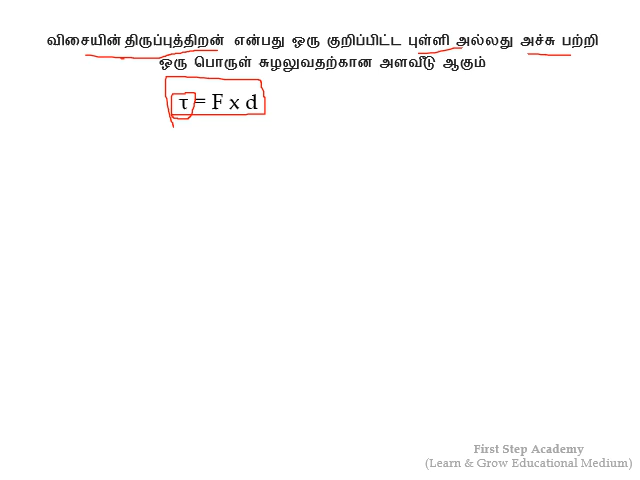 விசையின் திருப்புத்திறன் என்பது ஒரு குறிப்பிட்ட புள்ளி அல்லது அச்சு பற்றி
ஒரு பொருள் சுழலுவதற்கான அளவீடு ஆகும்
τ = F x d
First Step Academy
(Learn & Grow Educational Medium)